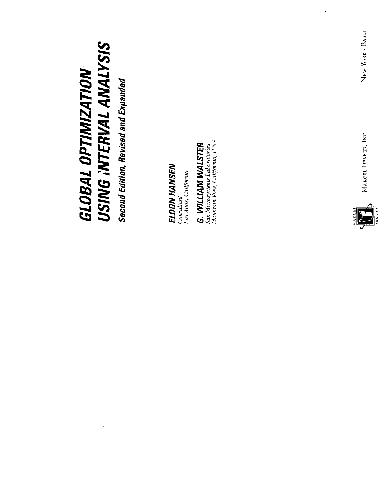 GLOBAL OPTIMIZATION
USING INTERVAL ANALYSIS
Second Edition, Revised and Expanded
ELDON HANSEN
Consultant
Los Altos, California
G. WILLIAM WALSTER
Sun Microsystems Laboratories
Mountain View, California, U.S.A.
MARCEL DEKKER, INC.
NEW YORK · BASEL